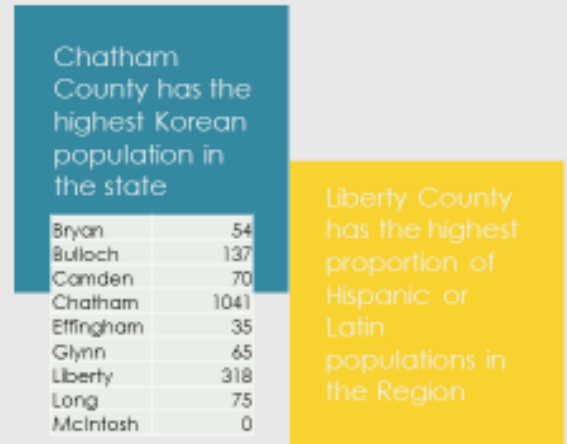 Chatham
County has the
highest Korean
population in
the state
Bryan 54
Bulloch 137
Camden 70
Chatham 1041
Effingham 35
Glynn 65
Liberty 318
Long 75
McIntosh 0
Liberty County
has the highest
proportion of
Hispanic or
Latin
populations in
the Region